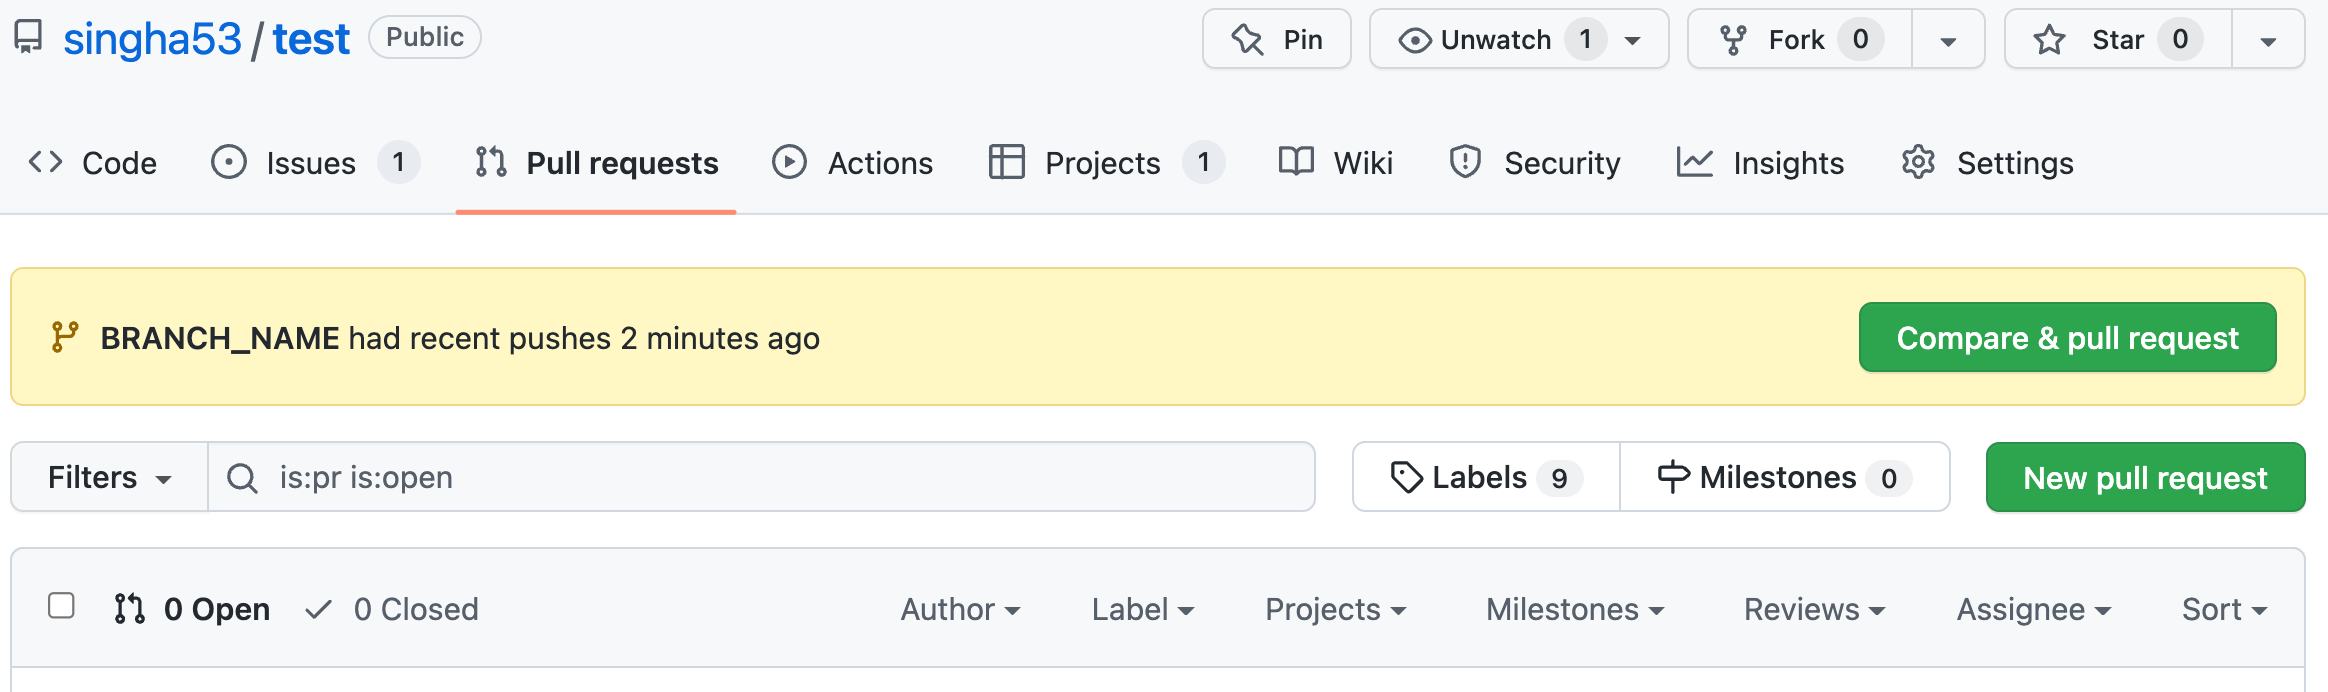 singha53 / test Public Pin Unwatch 1 Fork 0 Star 0
Code Issues 1 Pull requests Actions Projects 1 Wiki Security Insights Settings
BRANCH_NAME had recent pushes 2 minutes ago Compare & pull request
Filters is:pr is:open Labels 9 Milestones 0 New pull request
0 Open 0 Closed Author Label Projects Milestones Reviews Assignee Sort